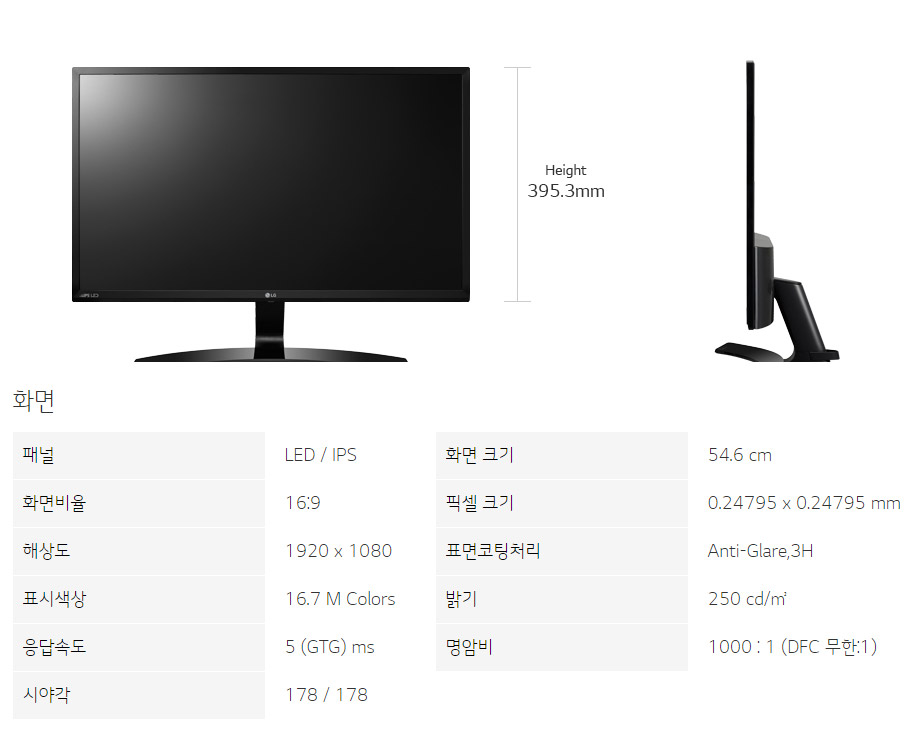 Height
395.3mm
LG
화면
패널 LED / IPS 화면 크기 54.6 cm
화면비율 16:9 픽셀 크기 0.24795 x 0.24795 mm
해상도 1920 x 1080 표면코팅처리 Anti-Glare,3H
표시색상 16.7 M Colors 밝기 250 cd/㎡
응답속도 5 (GTG) ms 명암비 1000 : 1 (DFC 무한:1)
시야각 178 / 178